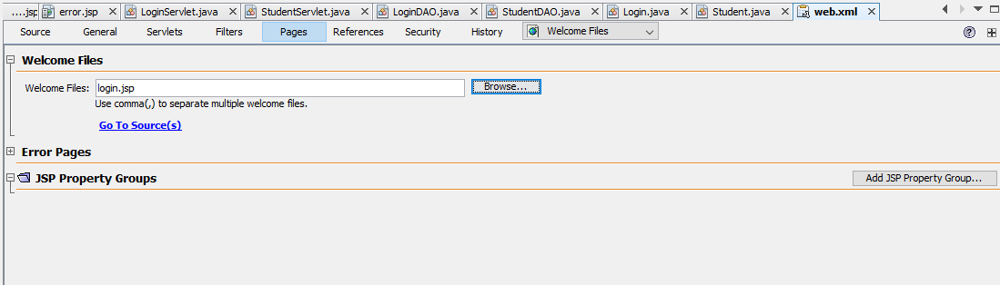 ....jsp error.jsp LoginServlet.java StudentServlet.java LoginDAO.java StudentDAO.java Login.java Student.java web.xml
Source General Servlets Filters Pages References Security History Welcome Files
Welcome Files
Welcome Files: login.jsp Browse...
Use comma(,) to separate multiple welcome files.
Go To Source(s)
Error Pages
JSP Property Groups Add JSP Property Group...